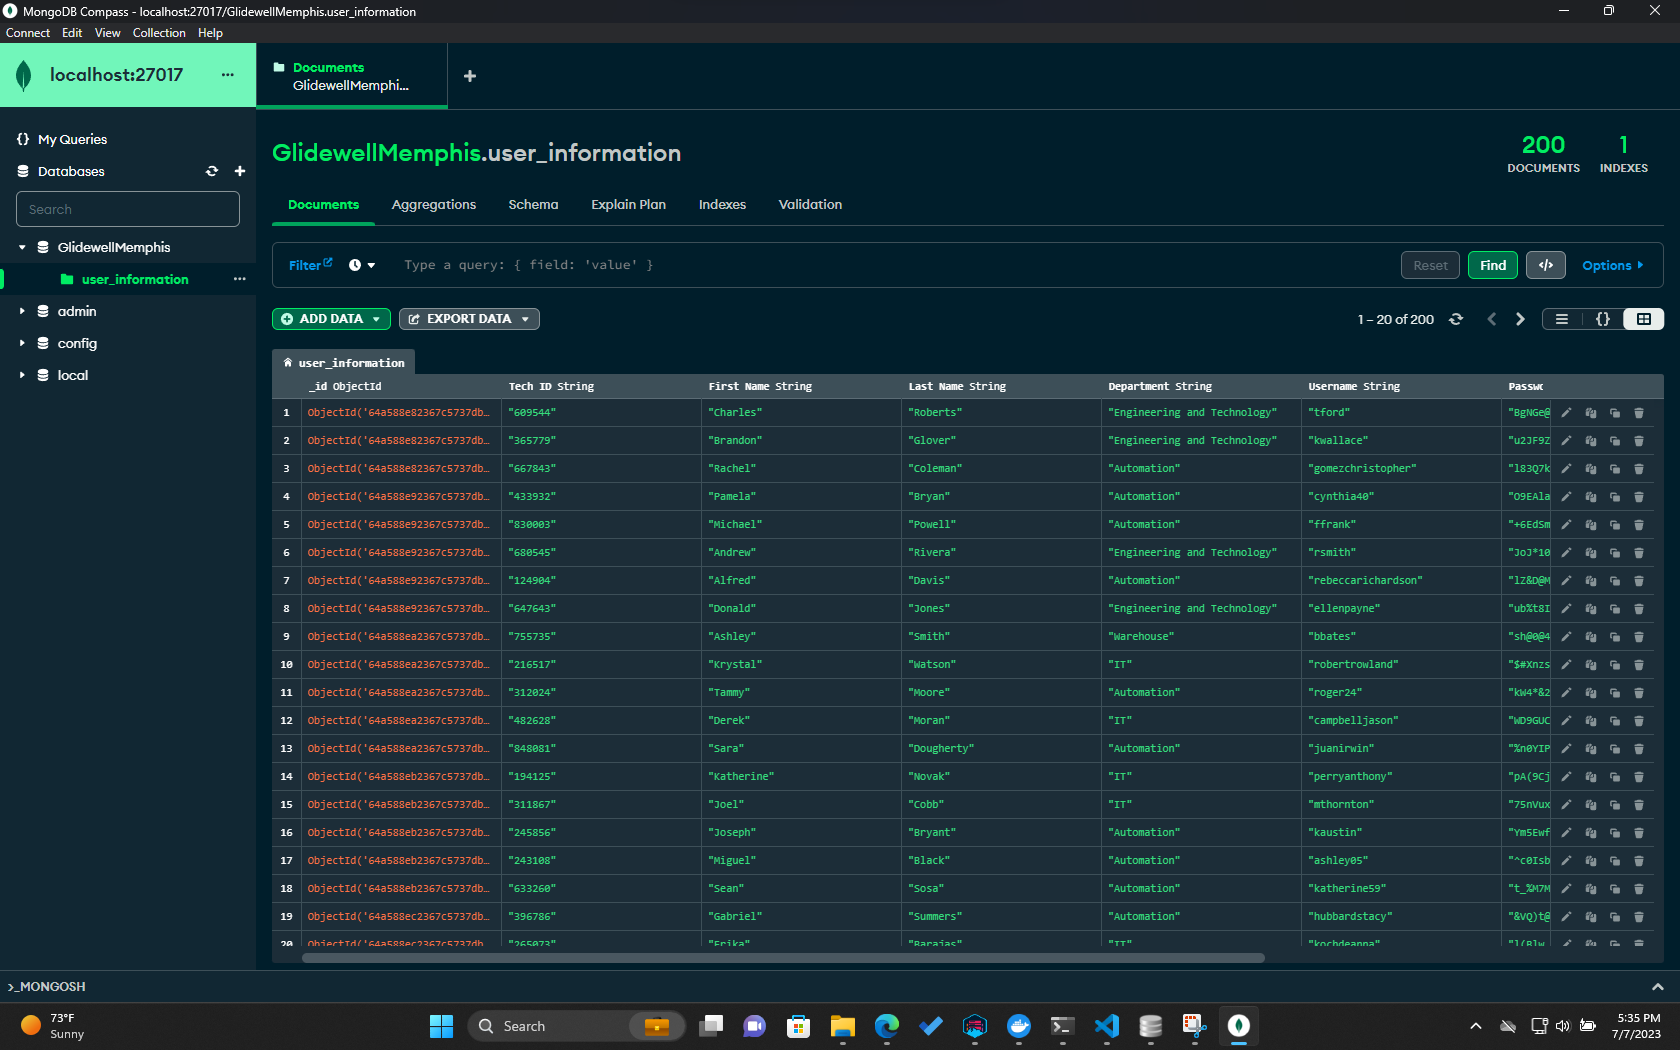 MongoDB Compass - localhost:27017/GlidewellMemphis.user_information
Connect Edit View Collection Help
localhost:27017
Documents
GlidewellMemphi...
My Queries
Databases
Search
GlidewellMemphis
user_information
admin
config
local
GlidewellMemphis.user_information
200 DOCUMENTS
1 INDEXES
Documents Aggregations Schema Explain Plan Indexes Validation
Filter Type a query: { field: 'value' } Reset Find </> Options
ADD DATA EXPORT DATA 1 – 20 of 200 {}
user_information
_id ObjectId Tech ID String First Name String Last Name String Department String Username String
1 ObjectId('64a588e82367c5737db… "609544" "Charles" "Roberts" "Engineering and Technology" "tford" "BgNGe@
2 ObjectId('64a588e82367c5737db… "365779" "Brandon" "Glover" "Engineering and Technology" "kwallace" "u2JF9Z
3 ObjectId('64a588e82367c5737db… "667843" "Rachel" "Coleman" "Automation" "gomezchristopher" "l83Q7k
4 ObjectId('64a588e92367c5737db… "433932" "Pamela" "Bryan" "Automation" "cynthia40" "O9EAla
5 ObjectId('64a588e92367c5737db… "830003" "Michael" "Powell" "Automation" "ffrank" "+6EdSm
6 ObjectId('64a588e92367c5737db… "680545" "Andrew" "Rivera" "Engineering and Technology" "rsmith" "JoJ*10
7 ObjectId('64a588e92367c5737db… "124904" "Alfred" "Davis" "Automation" "rebeccarichardson" "lZ&D@M
8 ObjectId('64a588e92367c5737db… "647643" "Donald" "Jones" "Engineering and Technology" "ellenpayne" "ub%t8I
9 ObjectId('64a588ea2367c5737db… "755735" "Ashley" "Smith" "Warehouse" "bbates" "sh@0@4
10 ObjectId('64a588ea2367c5737db… "216517" "Krystal" "Watson" "IT" "robertrowland" "$#Xnzs
11 ObjectId('64a588ea2367c5737db… "312024" "Tammy" "Moore" "Automation" "roger24" "kW4*&2
12 ObjectId('64a588ea2367c5737db… "482628" "Derek" "Moran" "IT" "campbelljason" "WD9GUC
13 ObjectId('64a588ea2367c5737db… "848081" "Sara" "Dougherty" "Automation" "juanirwin" "%n0YIP
14 ObjectId('64a588eb2367c5737db… "194125" "Katherine" "Novak" "IT" "perryanthony" "pA(9Cj
15 ObjectId('64a588eb2367c5737db… "311867" "Joel" "Cobb" "IT" "mthornton" "75nVux
16 ObjectId('64a588eb2367c5737db… "245856" "Joseph" "Bryant" "Automation" "kaustin" "Ym5Ewf
17 ObjectId('64a588eb2367c5737db… "243108" "Miguel" "Black" "Automation" "ashley05" "^c0Isb
18 ObjectId('64a588eb2367c5737db… "633260" "Sean" "Sosa" "Automation" "katherine59" "t_%M7M
19 ObjectId('64a588ec2367c5737db… "396786" "Gabriel" "Summers" "Automation" "hubbardstacy" "&VQ)t@
20 ObjectId('64a588ec2367c5737db… "265073" "Erika" "Barajas" "IT" "kochdeanna"
>_MONGOSH
73°F
Sunny
Search
5:35 PM
7/7/2023